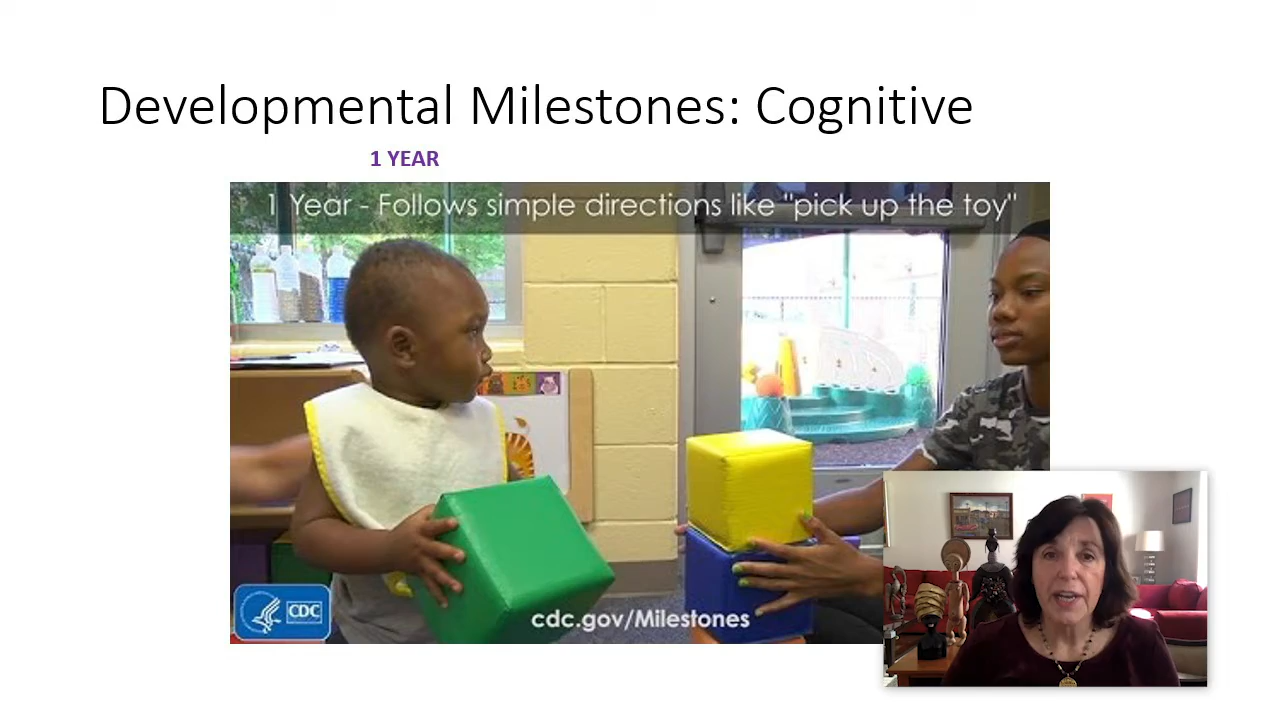 Developmental Milestones: Cognitive
1 YEAR
1 Year - Follows simple directions like "pick up the toy"
CDC
cdc.gov/Milestones